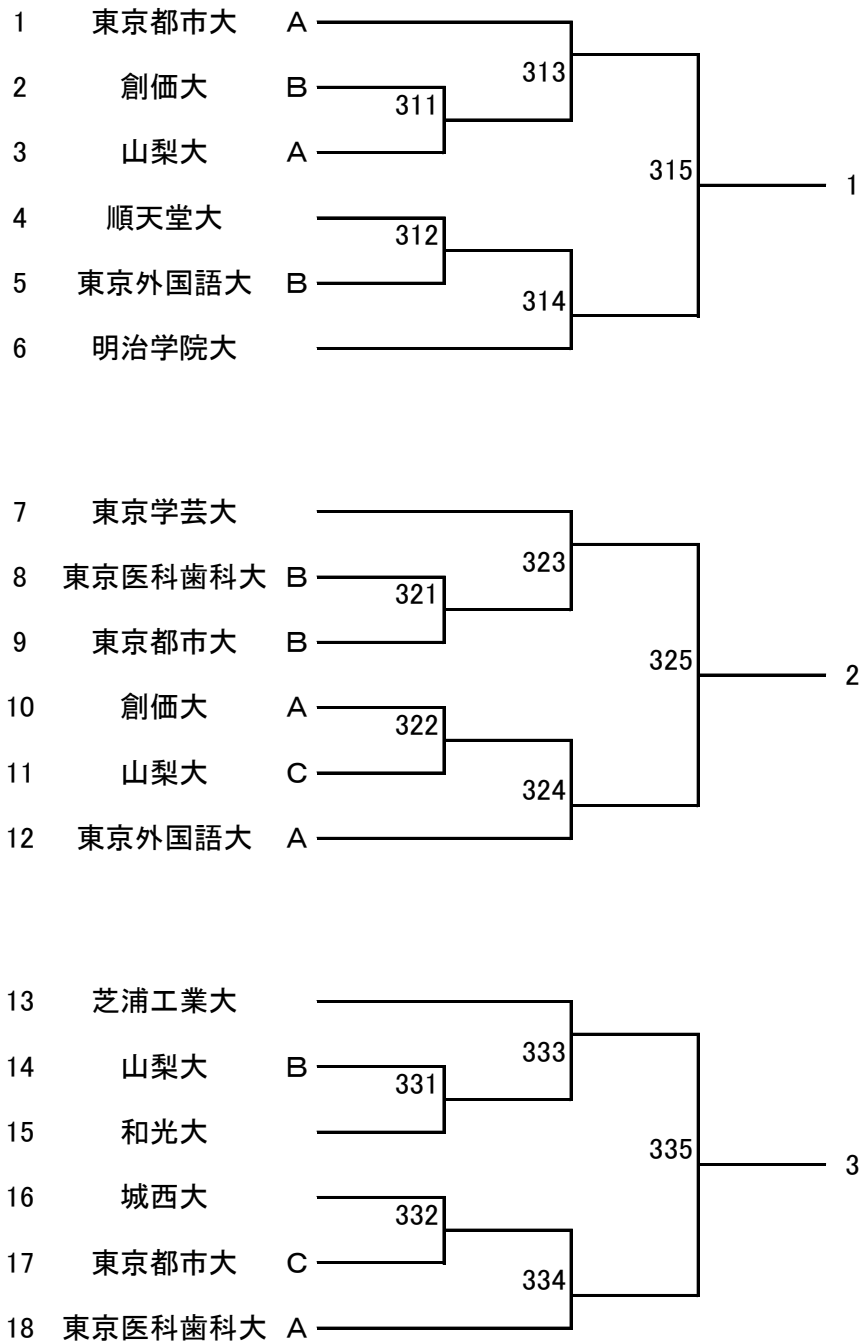 1 東京都市大 A
313
2 創価大 B
311
3 山梨大 A
315
1
4 順天堂大
312
5 東京外国語大 B
314
6 明治学院大
7 東京学芸大
323
8 東京医科歯科大 B
321
9 東京都市大 B
325
2
10 創価大 A
322
11 山梨大 C
324
12 東京外国語大 A
13 芝浦工業大
333
14 山梨大 B
331
15 和光大
335
3
16 城西大
332
17 東京都市大 C
334
18 東京医科歯科大 A